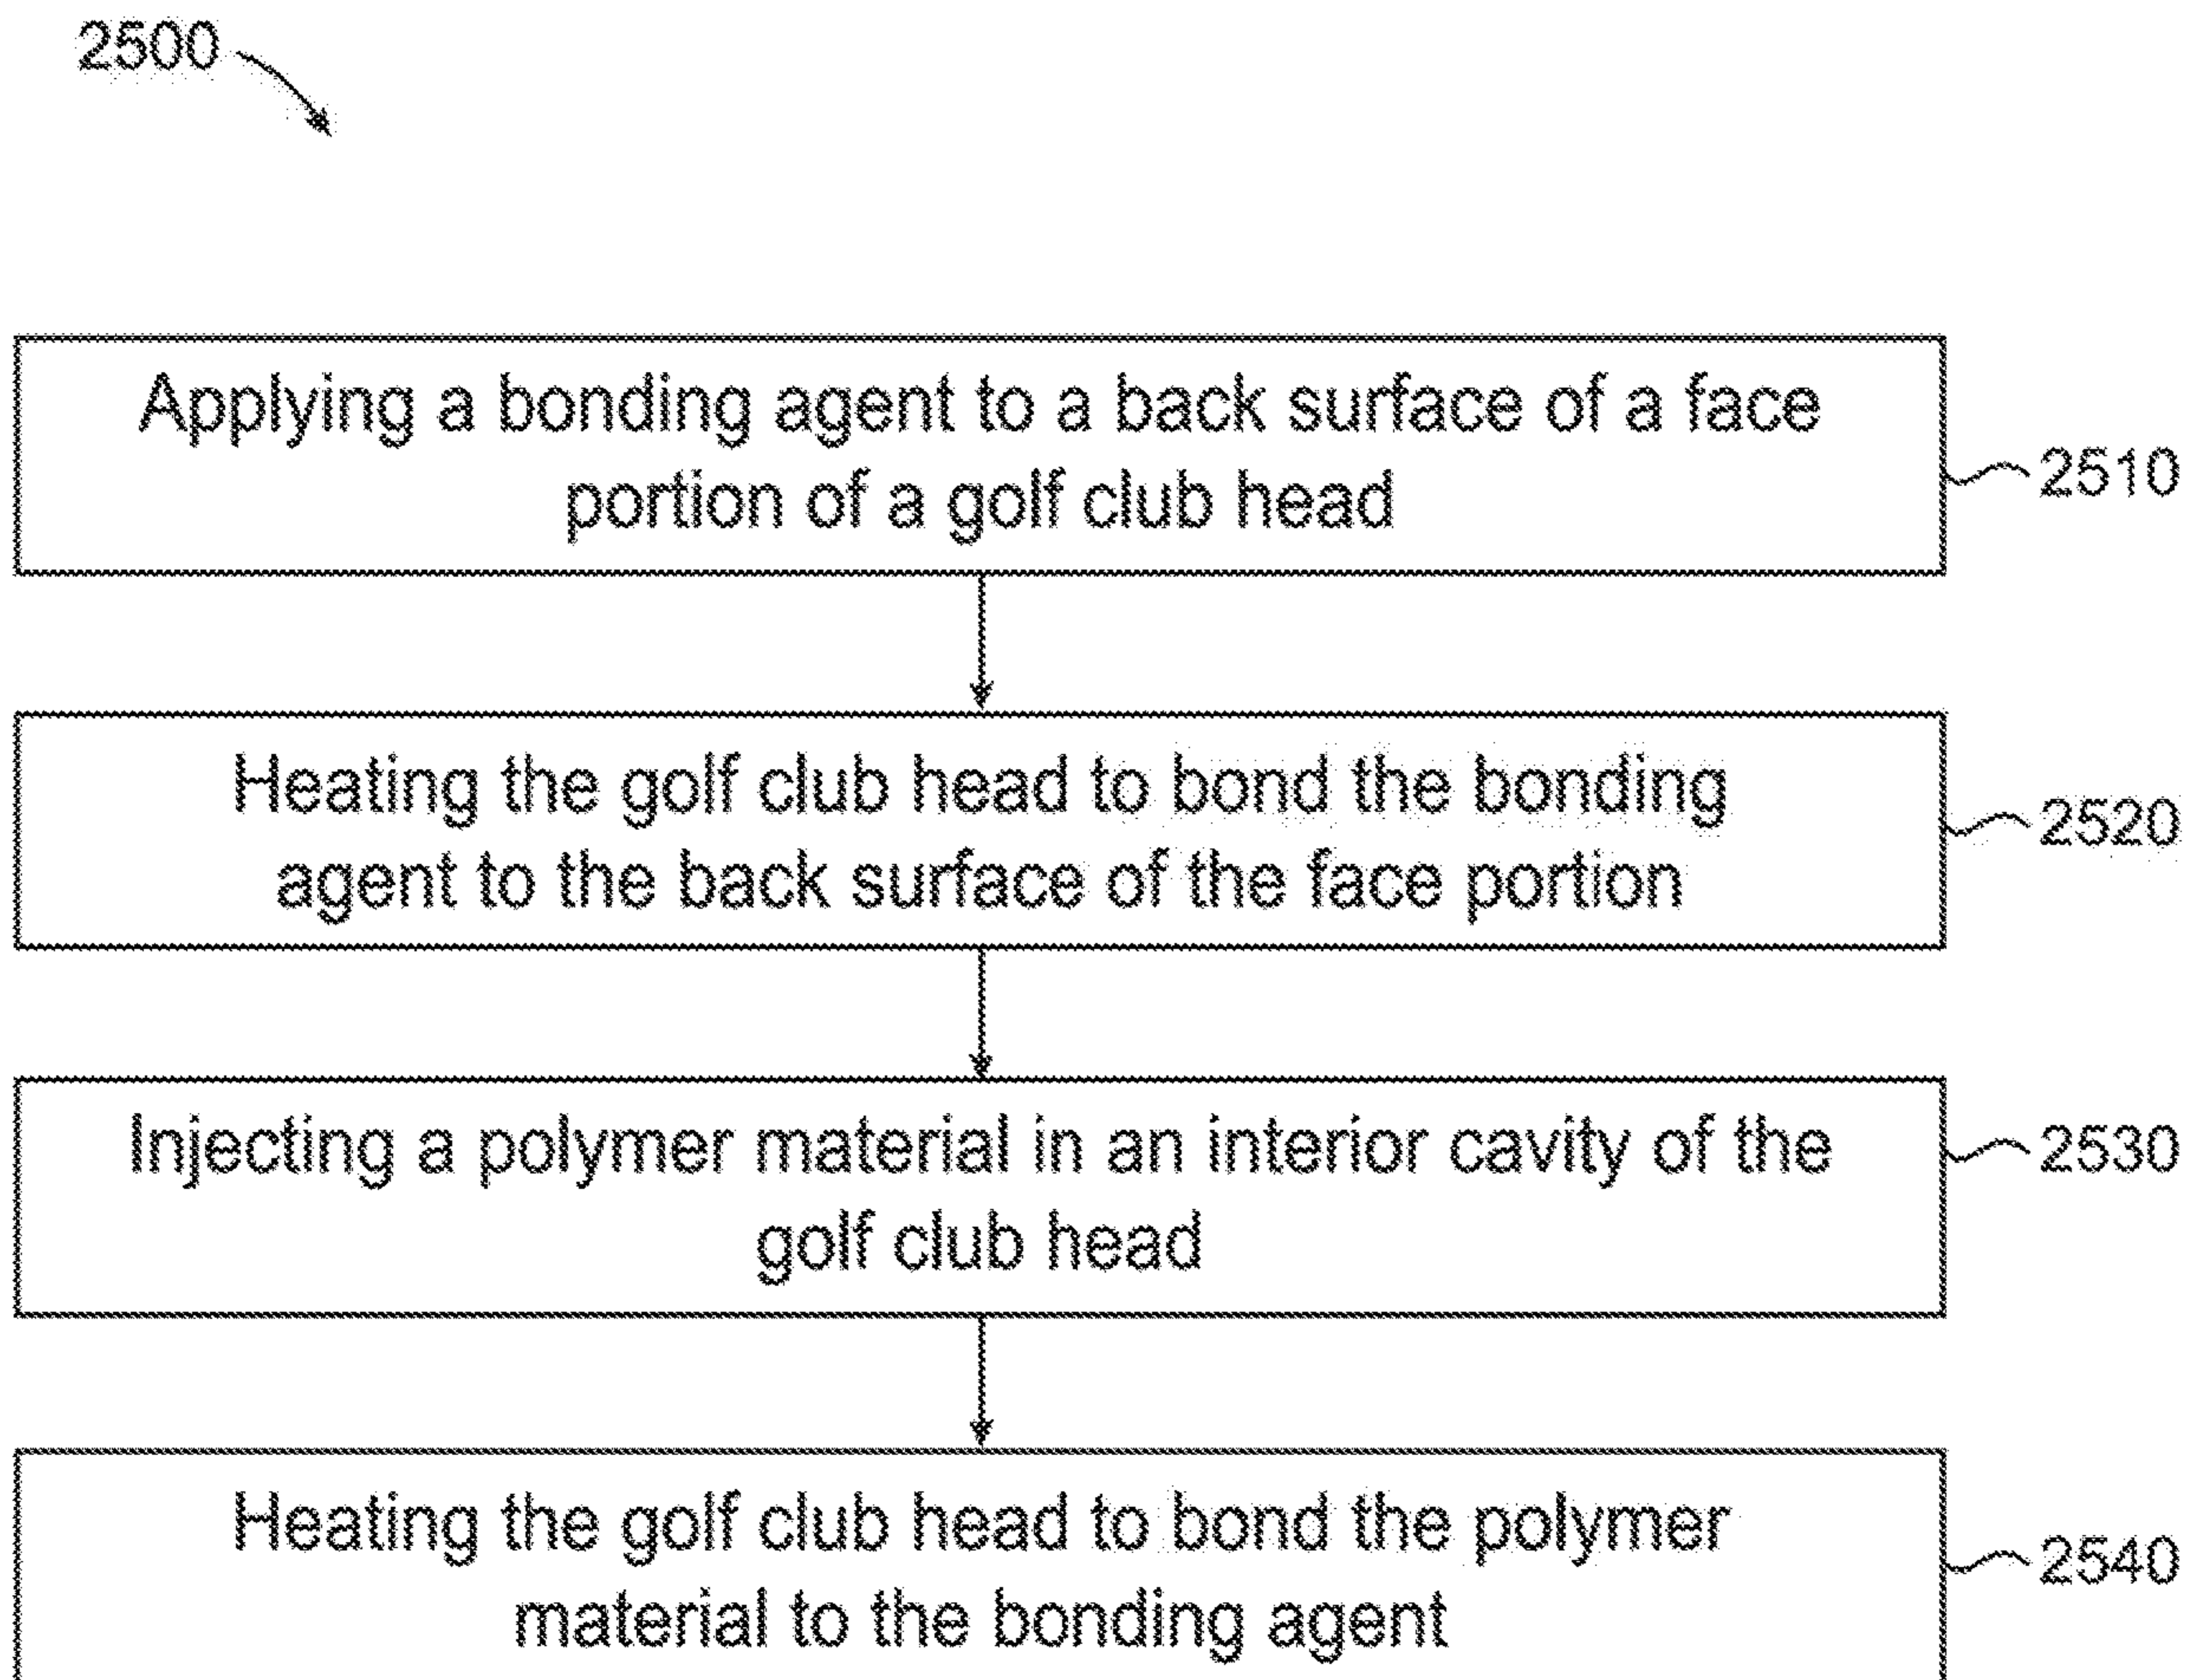 2500
Applying a bonding agent to a back surface of a face
portion of a golf club head
2510
Heating the golf club head to bond the bonding
agent to the back surface of the face portion
2520
Injecting a polymer material in an interior cavity of the
golf club head
2530
Heating the golf club head to bond the polymer
material to the bonding agent
2540